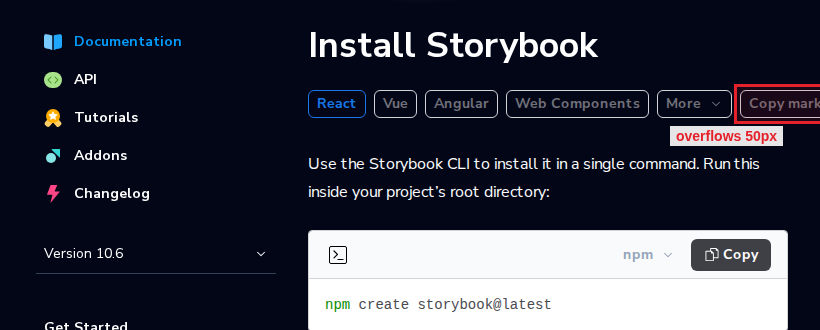 Documentation
API
Tutorials
Addons
Changelog
Version 10.6
Get Started
Install Storybook
React Vue Angular Web Components More Copy mark
overflows 50px
Use the Storybook CLI to install it in a single command. Run this
inside your project’s root directory:
npm Copy
npm create storybook@latest